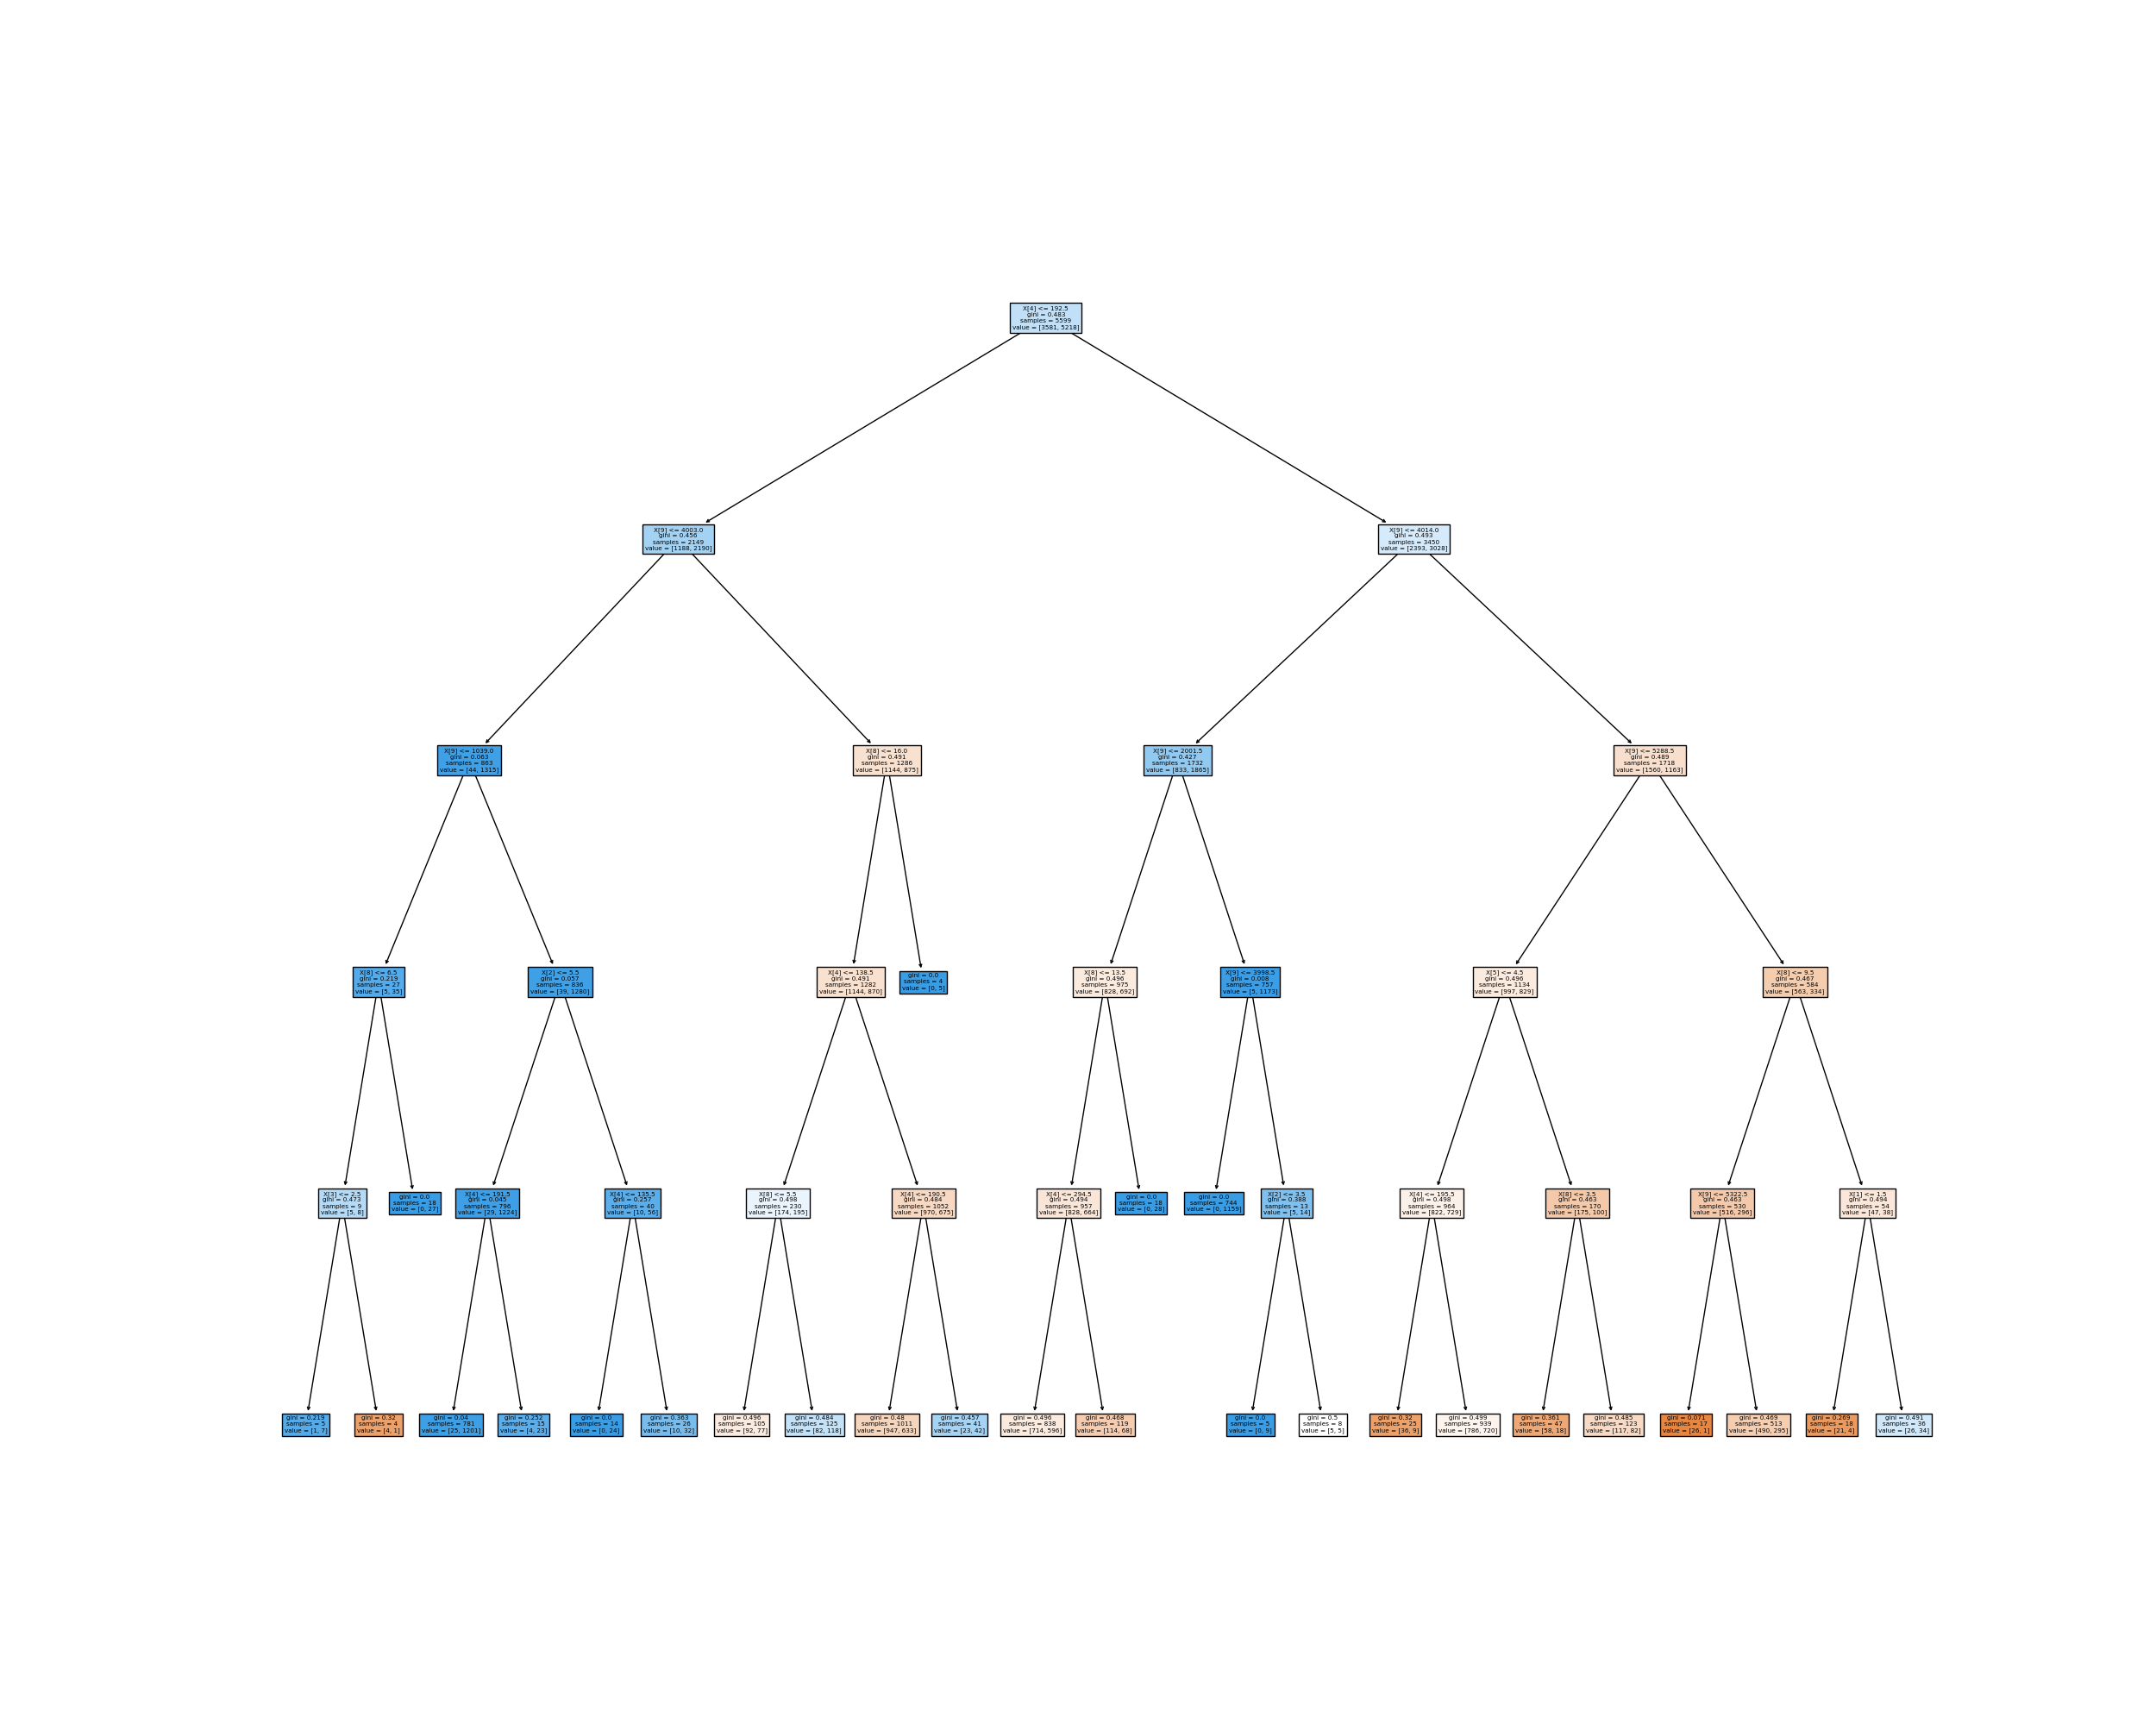 X[4] <= 192.5
gini = 0.483
samples = 5599
value = [3581, 5218]
X[9] <= 4003.0
gini = 0.456
samples = 2149
value = [1188, 2190]
X[9] <= 4014.0
gini = 0.493
samples = 3450
value = [2393, 3028]
X[9] <= 1039.0
gini = 0.063
samples = 863
value = [44, 1315]
X[8] <= 16.0
gini = 0.491
samples = 1286
value = [1144, 875]
X[9] <= 2001.5
gini = 0.427
samples = 1732
value = [833, 1865]
X[9] <= 5288.5
gini = 0.489
samples = 1718
value = [1560, 1163]
X[8] <= 6.5
gini = 0.219
samples = 27
value = [5, 35]
X[2] <= 5.5
gini = 0.057
samples = 836
value = [39, 1280]
X[4] <= 138.5
gini = 0.491
samples = 1282
value = [1144, 870]
gini = 0.0
samples = 4
value = [0, 5]
X[8] <= 13.5
gini = 0.496
samples = 975
value = [828, 692]
X[9] <= 3998.5
gini = 0.008
samples = 757
value = [5, 1173]
X[5] <= 4.5
gini = 0.496
samples = 1134
value = [997, 829]
X[8] <= 9.5
gini = 0.467
samples = 584
value = [563, 334]
X[3] <= 2.5
gini = 0.473
samples = 9
value = [5, 8]
gini = 0.0
samples = 18
value = [0, 27]
X[4] <= 191.5
gini = 0.045
samples = 796
value = [29, 1224]
X[4] <= 135.5
gini = 0.257
samples = 40
value = [10, 56]
X[8] <= 5.5
gini = 0.498
samples = 230
value = [174, 195]
X[4] <= 190.5
gini = 0.484
samples = 1052
value = [970, 675]
X[4] <= 294.5
gini = 0.494
samples = 957
value = [828, 664]
gini = 0.0
samples = 18
value = [0, 28]
gini = 0.0
samples = 744
value = [0, 1159]
X[2] <= 3.5
gini = 0.388
samples = 13
value = [5, 14]
X[4] <= 195.5
gini = 0.498
samples = 964
value = [822, 729]
X[8] <= 3.5
gini = 0.463
samples = 170
value = [175, 100]
X[9] <= 5322.5
gini = 0.463
samples = 530
value = [516, 296]
X[1] <= 1.5
gini = 0.494
samples = 54
value = [47, 38]
gini = 0.219
samples = 5
value = [1, 7]
gini = 0.32
samples = 4
value = [4, 1]
gini = 0.04
samples = 781
value = [25, 1201]
gini = 0.252
samples = 15
value = [4, 23]
gini = 0.0
samples = 14
value = [0, 24]
gini = 0.363
samples = 26
value = [10, 32]
gini = 0.496
samples = 105
value = [92, 77]
gini = 0.484
samples = 125
value = [82, 118]
gini = 0.48
samples = 1011
value = [947, 633]
gini = 0.457
samples = 41
value = [23, 42]
gini = 0.496
samples = 838
value = [714, 596]
gini = 0.468
samples = 119
value = [114, 68]
gini = 0.0
samples = 5
value = [0, 9]
gini = 0.5
samples = 8
value = [5, 5]
gini = 0.32
samples = 25
value = [36, 9]
gini = 0.499
samples = 939
value = [786, 720]
gini = 0.361
samples = 47
value = [58, 18]
gini = 0.485
samples = 123
value = [117, 82]
gini = 0.071
samples = 17
value = [26, 1]
gini = 0.469
samples = 513
value = [490, 295]
gini = 0.269
samples = 18
value = [21, 4]
gini = 0.491
samples = 36
value = [26, 34]